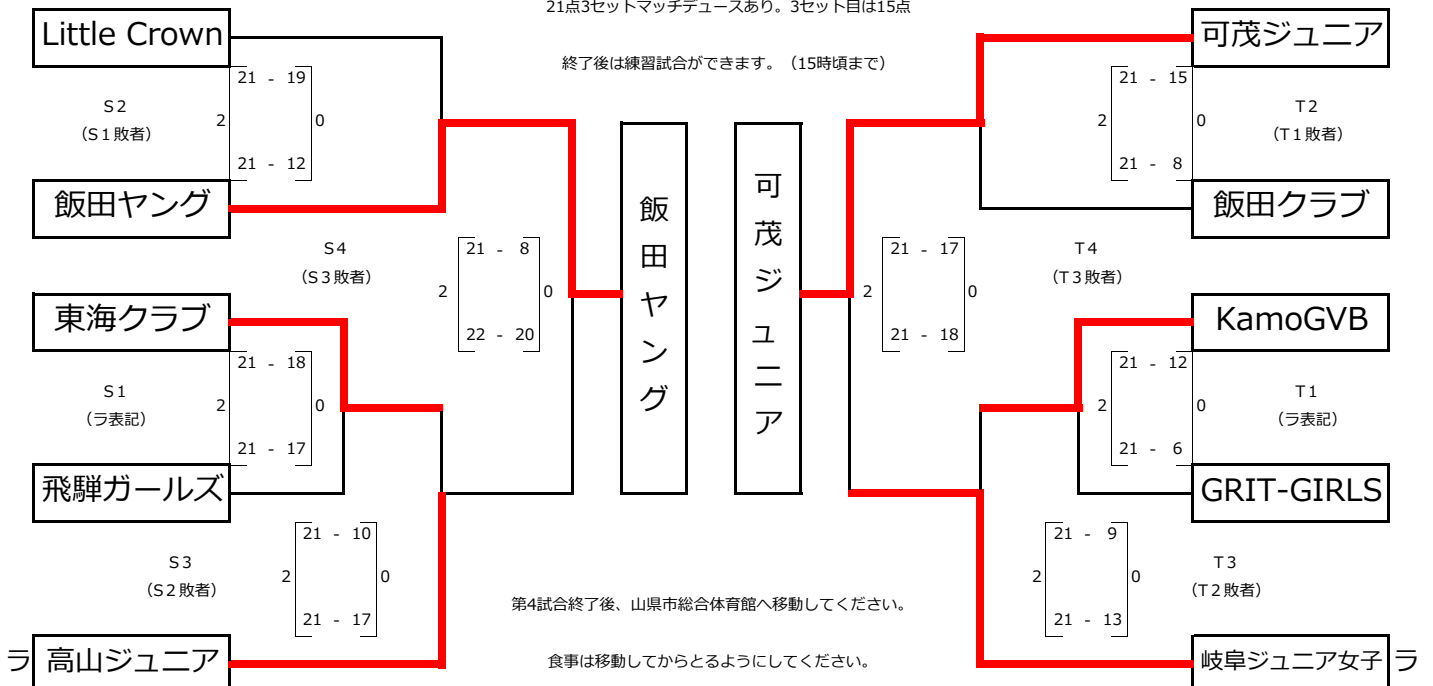 21点3セットマッチデュースあり。3セット目は15点
終了後は練習試合ができます。（15時頃まで）
Little Crown
21 - 19
S2
（S1敗者）
2
0
21 - 12
飯田ヤング
S4
（S3敗者）
21 - 8
2
0
22 - 20
東海クラブ
21 - 18
S1
（ラ表記）
2
0
21 - 17
飛騨ガールズ
21 - 10
S3
（S2敗者）
2
0
21 - 17
ラ
高山ジュニア
飯田ヤング
可茂ジュニア
可茂ジュニア
21 - 15
T2
（T1敗者）
2
0
21 - 8
飯田クラブ
21 - 17
T4
（T3敗者）
2
0
21 - 18
KamoGVB
21 - 12
T1
（ラ表記）
2
0
21 - 6
GRIT-GIRLS
21 - 9
T3
（T2敗者）
2
0
21 - 13
岐阜ジュニア女子
ラ
第4試合終了後、山県市総合体育館へ移動してください。
食事は移動してからとるようにしてください。